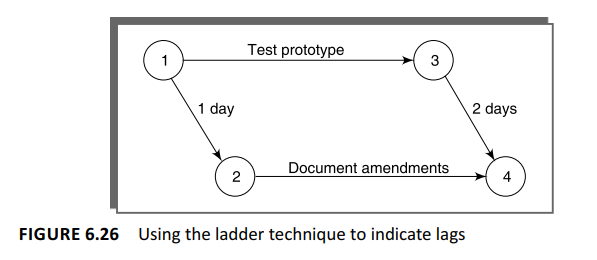 Test prototype
1
3
1 day
2 days
Document amendments
2
4
FIGURE 6.26 Using the ladder technique to indicate lags